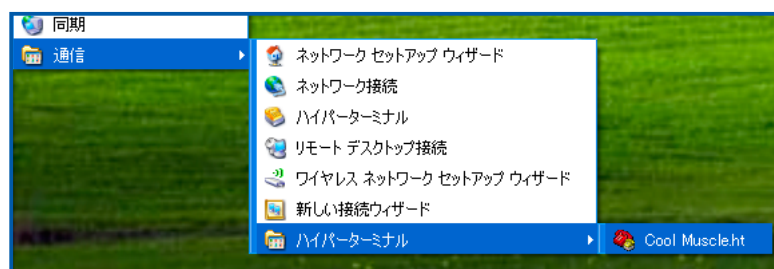 同期
通信
ネットワーク セットアップ ウィザード
ネットワーク接続
ハイパーターミナル
リモート デスクトップ接続
ワイヤレス ネットワーク セットアップ ウィザード
新しい接続ウィザード
ハイパーターミナル
Cool Muscle.ht